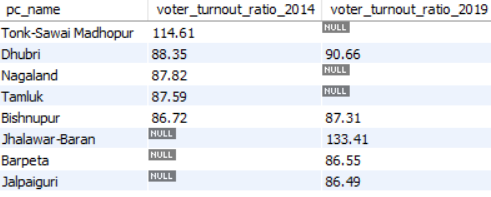 pc_name voter_turnout_ratio_2014 voter_turnout_ratio_2019
Tonk-Sawai Madhopur 114.61 NULL
Dhubri 88.35 90.66
Nagaland 87.82 NULL
Tamluk 87.59 NULL
Bishnupur 86.72 87.31
Jhalawar-Baran NULL 133.41
Barpeta NULL 86.55
Jalpaiguri NULL 86.49